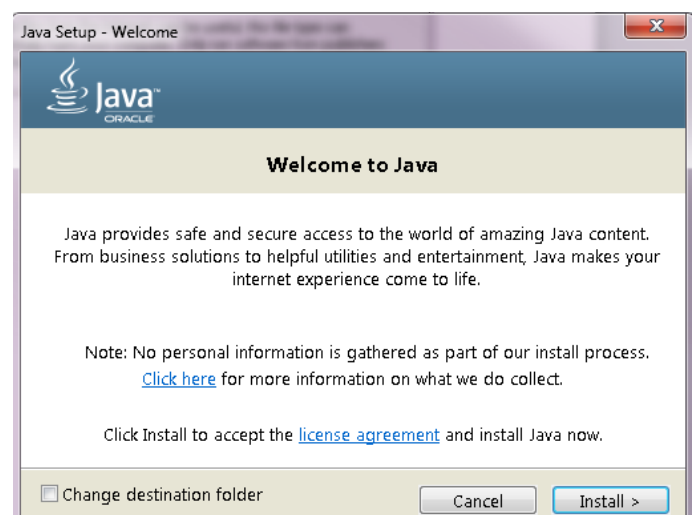 Java Setup - Welcome
Java™
ORACLE
Welcome to Java
Java provides safe and secure access to the world of amazing Java content.
From business solutions to helpful utilities and entertainment, Java makes your
internet experience come to life.
Note: No personal information is gathered as part of our install process.
Click here for more information on what we do collect.
Click Install to accept the license agreement and install Java now.
Change destination folder
Cancel
Install >